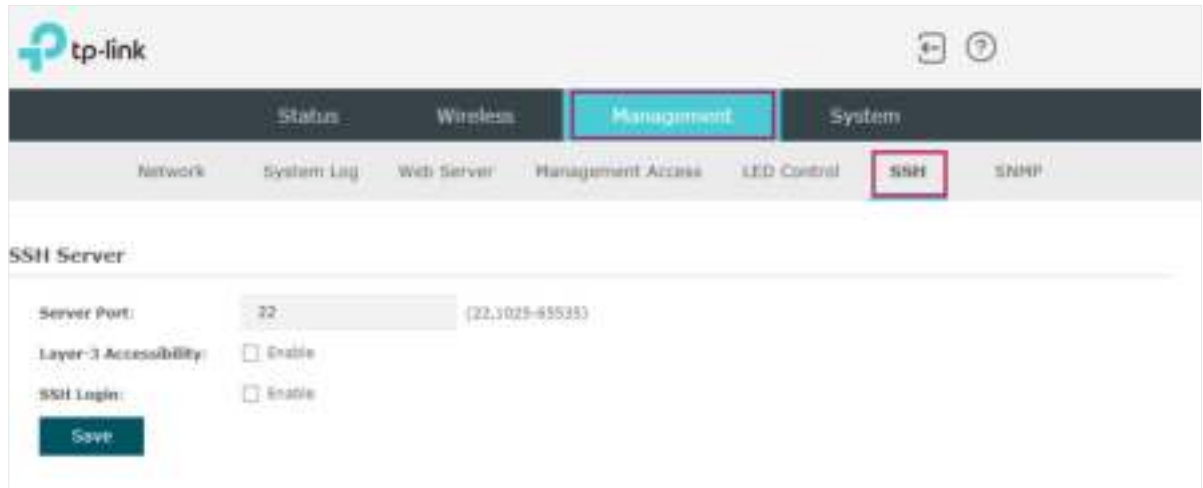 tp-link
Status Wireless Management System
Network System Log Web Server Management Access LED Control SSH SNMP
SSH Server
Server Port: 22 (22,1025-65535)
Layer-3 Accessibility: Enable
SSH Login: Enable
Save